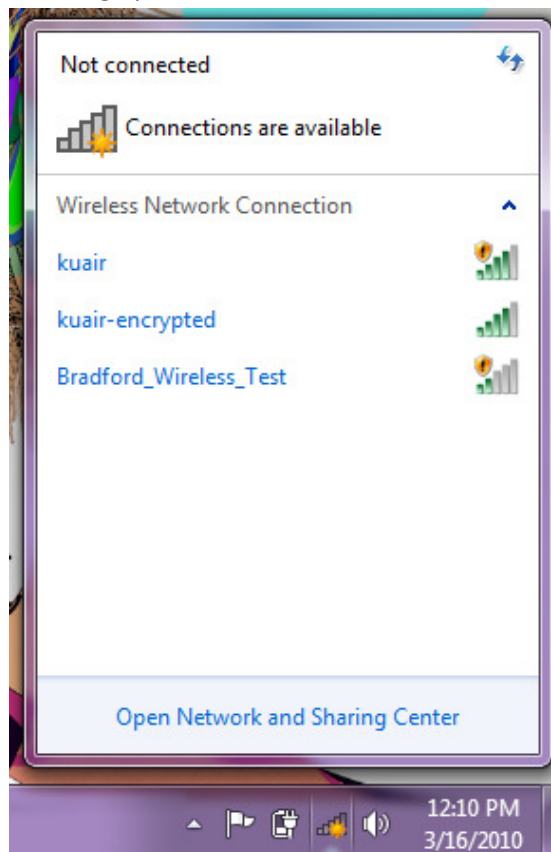 Not connected
Connections are available
Wireless Network Connection
kuair
kuair-encrypted
Bradford_Wireless_Test
Open Network and Sharing Center
12:10 PM
3/16/2010